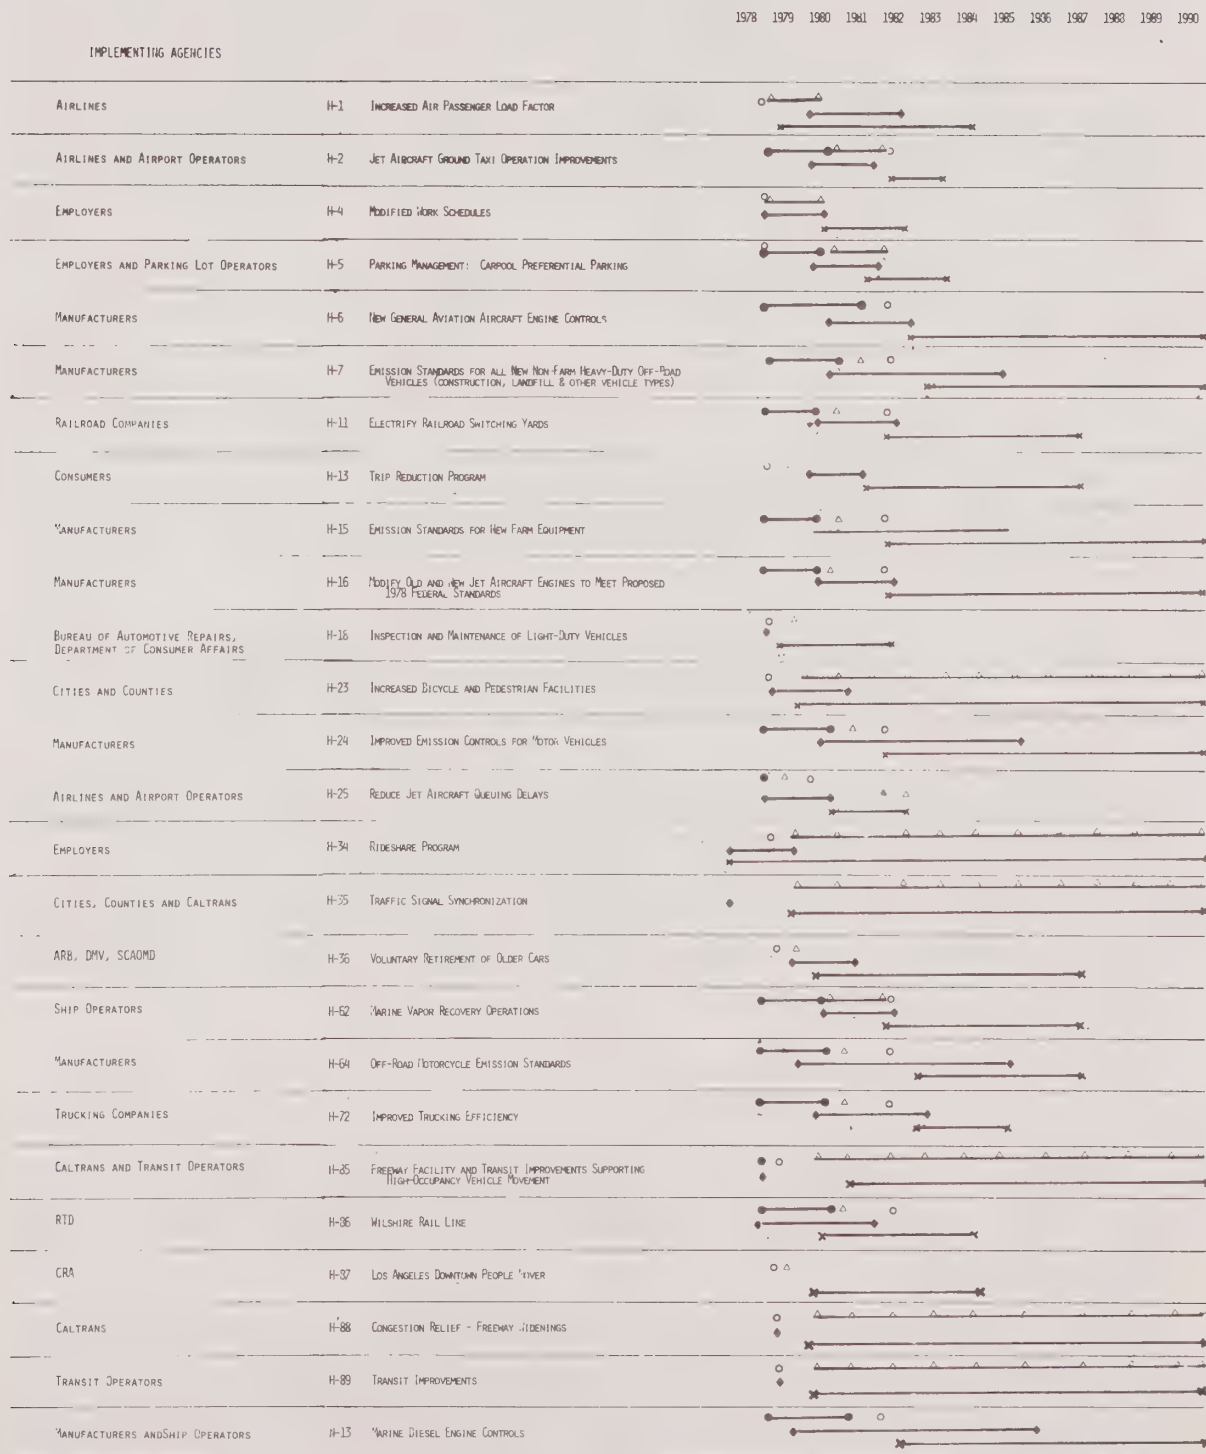 1978 1979 1980 1981 1982 1983 1984 1985 1986 1987 1988 1989 1990
IMPLEMENTING AGENCIES
AIRLINES H-1 INCREASED AIR PASSENGER LOAD FACTOR
AIRLINES AND AIRPORT OPERATORS H-2 JET AIRCRAFT GROUND TAXI OPERATION IMPROVEMENTS
EMPLOYERS H-4 MODIFIED WORK SCHEDULES
EMPLOYERS AND PARKING LOT OPERATORS H-5 PARKING MANAGEMENT: CARPOOL PREFERENTIAL PARKING
MANUFACTURERS H-6 NEW GENERAL AVIATION AIRCRAFT ENGINE CONTROLS
MANUFACTURERS H-7 EMISSION STANDARDS FOR ALL NEW NON-FARM HEAVY-DUTY OFF-ROAD
VEHICLES (CONSTRUCTION, LANDFILL & OTHER VEHICLE TYPES)
RAILROAD COMPANIES H-11 ELECTRIFY RAILROAD SWITCHING YARDS
CONSUMERS H-13 TRIP REDUCTION PROGRAM
MANUFACTURERS H-15 EMISSION STANDARDS FOR NEW FARM EQUIPMENT
MANUFACTURERS H-16 MODIFY OLD AND NEW JET AIRCRAFT ENGINES TO MEET PROPOSED
1978 FEDERAL STANDARDS
BUREAU OF AUTOMOTIVE REPAIRS, H-18 INSPECTION AND MAINTENANCE OF LIGHT-DUTY VEHICLES
DEPARTMENT OF CONSUMER AFFAIRS
CITIES AND COUNTIES H-23 INCREASED BICYCLE AND PEDESTRIAN FACILITIES
MANUFACTURERS H-24 IMPROVED EMISSION CONTROLS FOR MOTOR VEHICLES
AIRLINES AND AIRPORT OPERATORS H-25 REDUCE JET AIRCRAFT QUEUING DELAYS
EMPLOYERS H-34 RIDESHARE PROGRAM
CITIES, COUNTIES AND CALTRANS H-35 TRAFFIC SIGNAL SYNCHRONIZATION
ARB, DMV, SCAQMD H-36 VOLUNTARY RETIREMENT OF OLDER CARS
SHIP OPERATORS H-62 MARINE VAPOR RECOVERY OPERATIONS
MANUFACTURERS H-64 OFF-ROAD MOTORCYCLE EMISSION STANDARDS
TRUCKING COMPANIES H-72 IMPROVED TRUCKING EFFICIENCY
CALTRANS AND TRANSIT OPERATORS H-85 FREEWAY FACILITY AND TRANSIT IMPROVEMENTS SUPPORTING
HIGH-OCCUPANCY VEHICLE MOVEMENT
RTD H-86 WILSHIRE RAIL LINE
CRA H-87 LOS ANGELES DOWNTOWN PEOPLE MOVER
CALTRANS H-88 CONGESTION RELIEF - FREEWAY WIDENINGS
TRANSIT OPERATORS H-89 TRANSIT IMPROVEMENTS
MANUFACTURERS AND SHIP OPERATORS N-13 MARINE DIESEL ENGINE CONTROLS